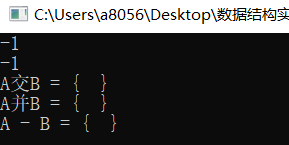 C:\Users\a8056\Desktop\数据结构实
-1
-1
A交B = {  }
A并B = {  }
A - B = {  }